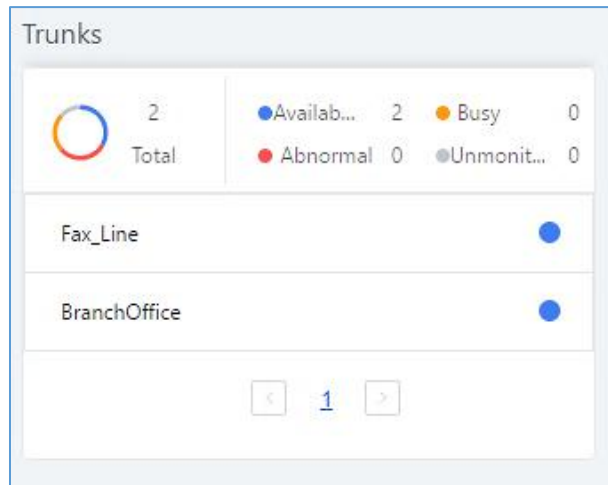 Trunks
2
Total
Availab... 2 Busy 0
Abnormal 0 Unmonit... 0
Fax_Line
BranchOffice
< 1 >